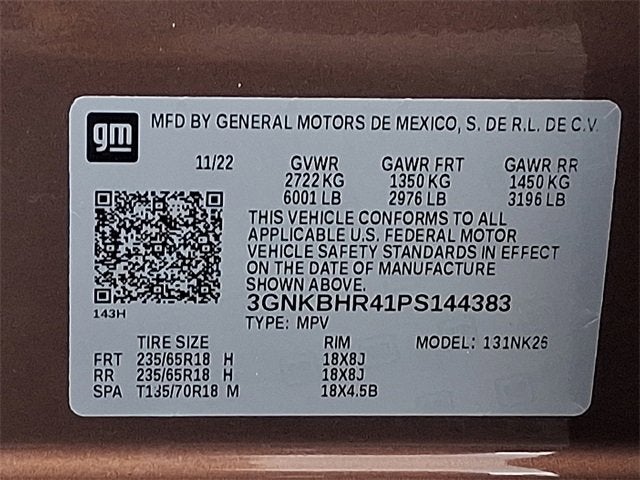 gm MFD BY GENERAL MOTORS DE MEXICO, S. DE R.L. DE C.V.
11/22 GVWR GAWR FRT GAWR RR
2722 KG 1350 KG 1450 KG
6001 LB 2976 LB 3196 LB
THIS VEHICLE CONFORMS TO ALL
APPLICABLE U.S. FEDERAL MOTOR
VEHICLE SAFETY STANDARDS IN EFFECT
ON THE DATE OF MANUFACTURE
SHOWN ABOVE.
3GNKBHR41PS144383
143H
TYPE: MPV
TIRE SIZE RIM MODEL: 131NK26
FRT 235/65R18 H 18X8J
RR 235/65R18 H 18X8J
SPA T135/70R18 M 18X4.5B